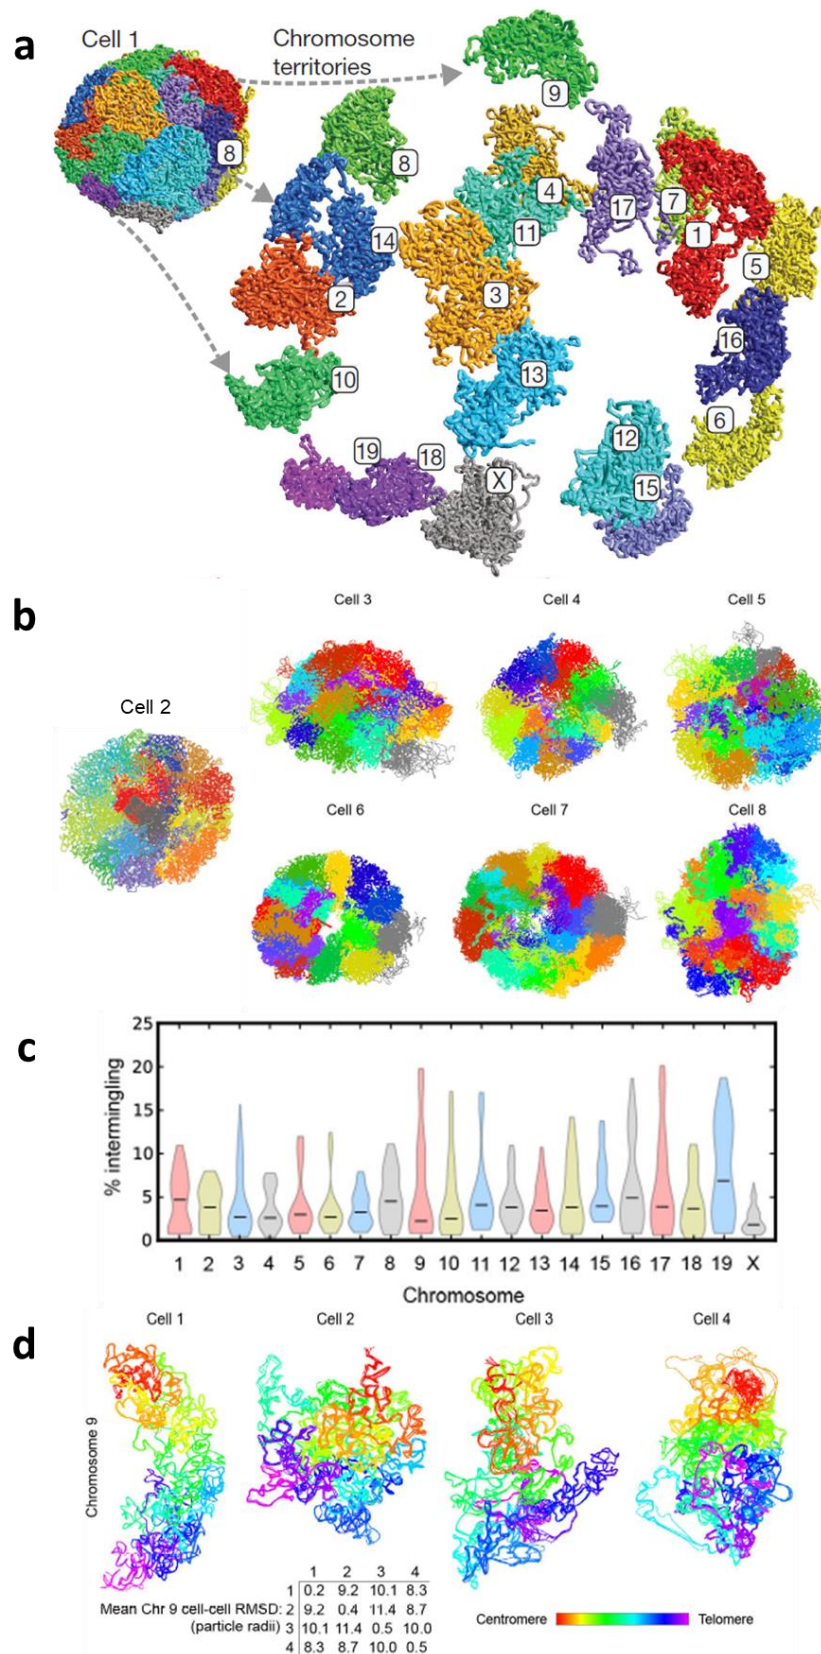 a
Cell 1
Chromosome
territories
8
9
8
4
17
7
11
14
1
5
2
3
16
10
13
6
12
19
18
X
15
b
Cell 3
Cell 4
Cell 5
Cell 2
Cell 6
Cell 7
Cell 8
c
% intermingling
25
20
15
10
5
0
1 2 3 4 5 6 7 8 9 10 11 12 13 14 15 16 17 18 19 X
Chromosome
d
Cell 1
Cell 2
Cell 3
Cell 4
Chromosome 9
1 2 3 4
1 0.2 9.2 10.1 8.3
Mean Chr 9 cell-cell RMSD: 2 9.2 0.4 11.4 8.7
(particle radii) 3 10.1 11.4 0.5 10.0
4 8.3 8.7 10.0 0.5
Centromere
Telomere